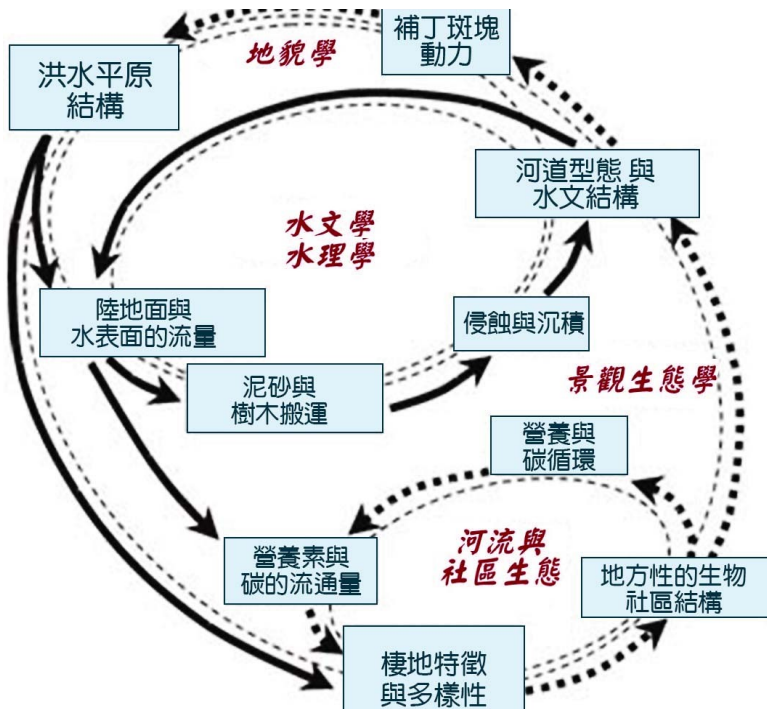 補丁斑塊
動力
地貌學
洪水平原
結構
河道型態 與
水文結構
水文學
水理學
陸地面與
水表面的流量
侵蝕與沉積
泥砂與
樹木搬運
景觀生態學
營養與
碳循環
營養素與
碳的流通量
河流與
社區生態
地方性的生物
社區結構
棲地特徵
與多樣性